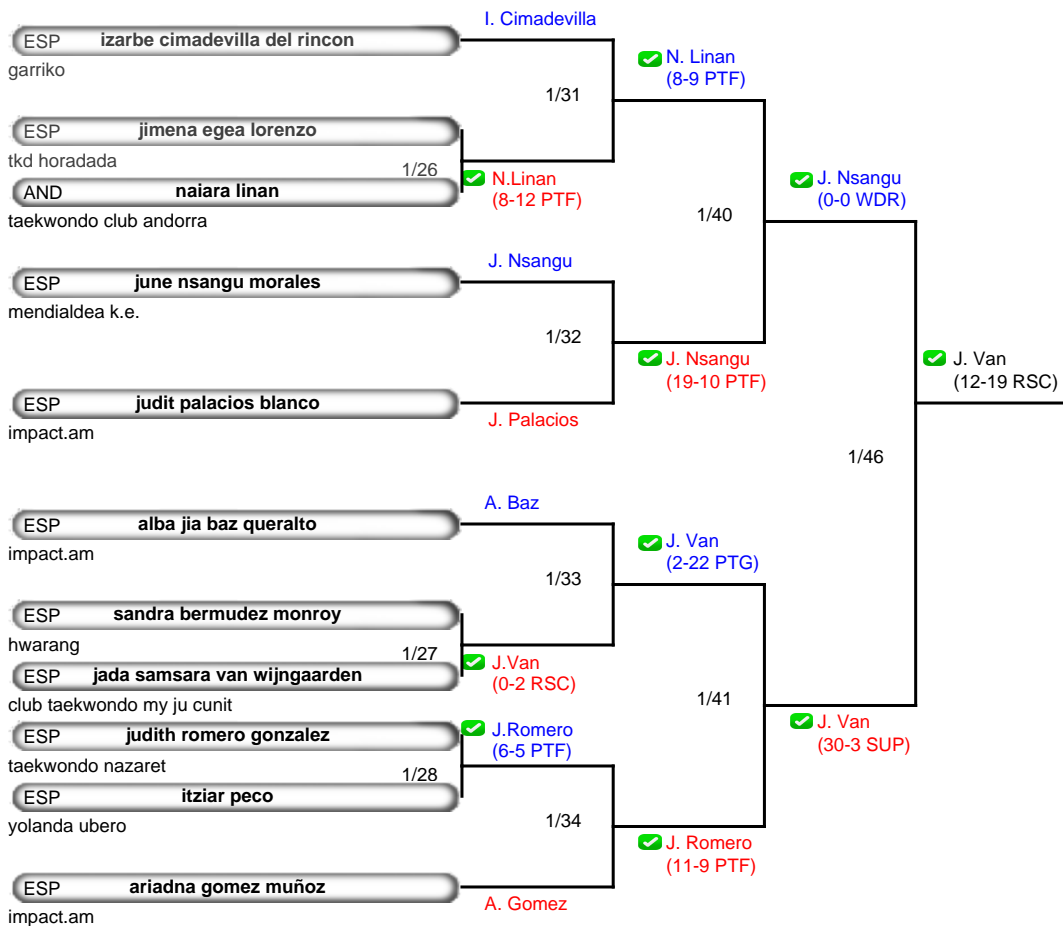 I. Cimadevilla
ESP izarbe cimadevilla del rincon
garriko
N. Linan
(8-9 PTF)
1/31
ESP jimena egea lorenzo
tkd horadada
1/26
AND naiara linan
taekwondo club andorra
N.Linan
(8-12 PTF)
J. Nsangu
(0-0 WDR)
1/40
J. Nsangu
ESP june nsangu morales
mendialdea k.e.
1/32
J. Nsangu
(19-10 PTF)
J. Van
(12-19 RSC)
ESP judit palacios blanco
impact.am
J. Palacios
1/46
A. Baz
ESP alba jia baz queralto
impact.am
J. Van
(2-22 PTG)
1/33
ESP sandra bermudez monroy
hwarang
1/27
ESP jada samsara van wijngaarden
club taekwondo my ju cunit
J.Van
(0-2 RSC)
1/41
ESP judith romero gonzalez
taekwondo nazaret
J.Romero
(6-5 PTF)
J. Van
(30-3 SUP)
1/28
ESP itziar peco
yolanda ubero
1/34
J. Romero
(11-9 PTF)
ESP ariadna gomez muñoz
impact.am
A. Gomez